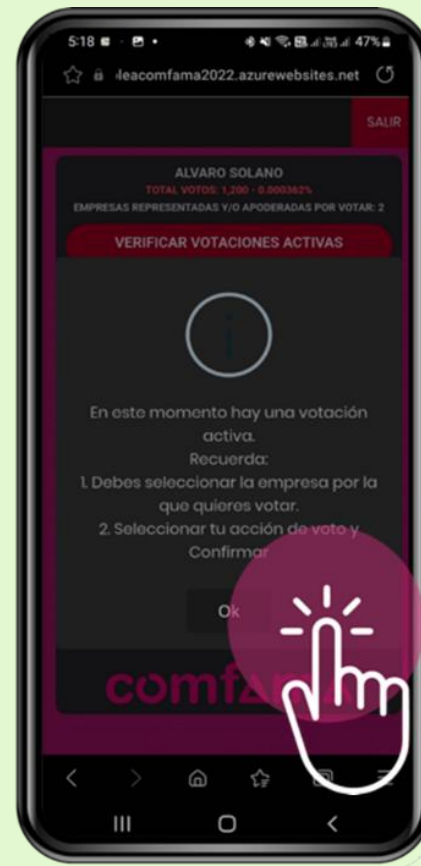 5:18
47%
leacomfama2022.azurewebsites.net
SALIR
ALVARO SOLANO
TOTAL VOTOS: 1,200 - 0.000362%
EMPRESAS REPRESENTADAS Y/O APODERADAS POR VOTAR: 2
VERIFICAR VOTACIONES ACTIVAS
i
En este momento hay una votación
activa.
Recuerda:
1. Debes seleccionar la empresa por la
que quieres votar.
2. Seleccionar tu acción de voto y
Confirmar
Ok
comfama